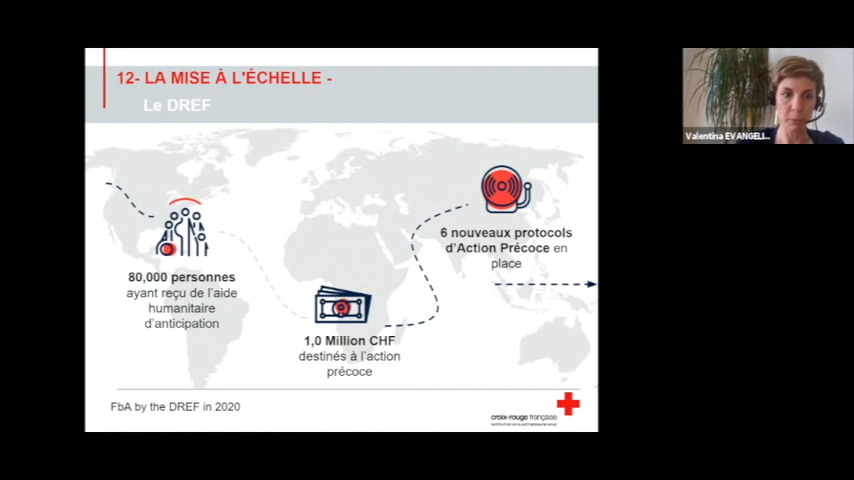 12- LA MISE À L'ÉCHELLE -
Le DREF
Valentina EVANGELI...
6 nouveaux protocols
d'Action Précoce en
place
80,000 personnes
ayant reçu de l'aide
humanitaire
d'anticipation
1,0 Million CHF
destinés à l'action
précoce
FbA by the DREF in 2020
croix-rouge française